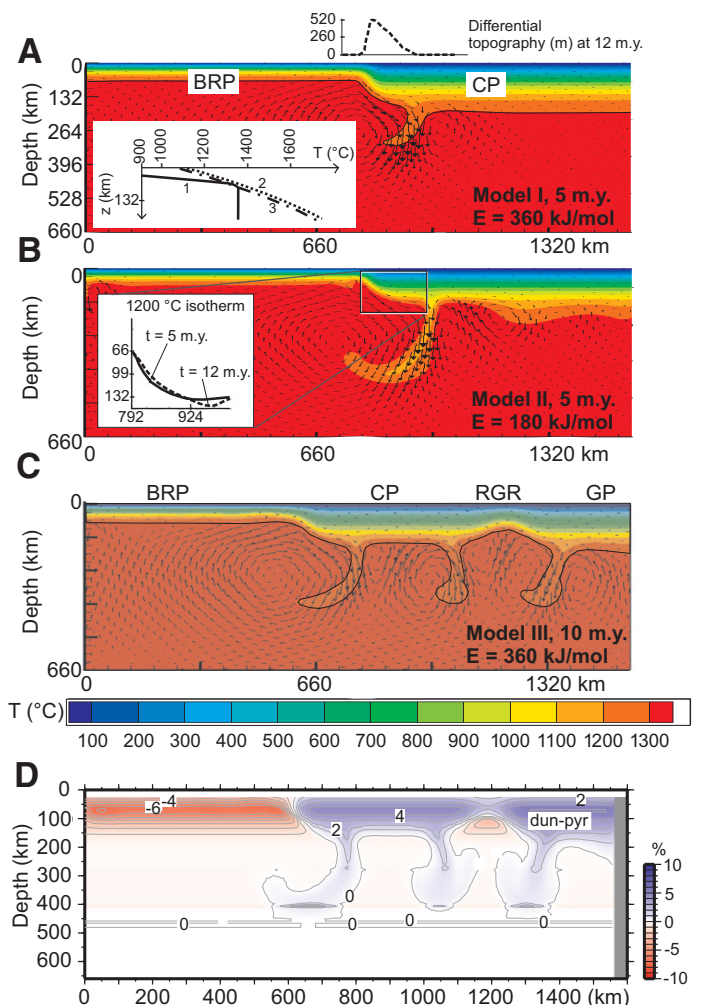 520
260
0
Differential
topography (m) at 12 m.y.
A
0
132
264
396
528
660
Depth (km)
BRP
CP
900
1000
1200
1400
1600
T (°C)
z (km)
132
1
2
3
Model I, 5 m.y.
E = 360 kJ/mol
0
660
1320 km
B
0
660
Depth (km)
1200 °C isotherm
t = 5 m.y.
t = 12 m.y.
66
99
132
792
924
Model II, 5 m.y.
E = 180 kJ/mol
0
660
1320 km
C
BRP
CP
RGR
GP
0
660
Depth (km)
Model III, 10 m.y.
E = 360 kJ/mol
0
660
1320 km
T (°C)
100 200 300 400 500 600 700 800 900 1000 1100 1200 1300
D
0
100
200
300
400
500
600
Depth (km)
-6
-4
2
4
2
dun-pyr
0
0
0
0
0
%
10
5
0
-5
-10
0 200 400 600 800 1000 1200 1400 (km)